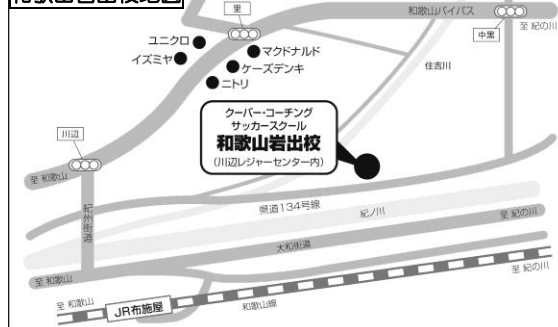 和歌山岩出校地図
里
和歌山バイパス
至 紀の川
中黒
ユニクロ
イズミヤ
マクドナルド
ケーズデンキ
ニトリ
住吉川
クーバー・コーチング
サッカースクール
和歌山岩出校
(川辺レジャーセンター内)
川辺
至 和歌山
紀州街道
県道134号線
紀ノ川
大和街道
至 紀の川
至 和歌山
至 紀の川
至 和歌山
JR布施屋
和歌山線